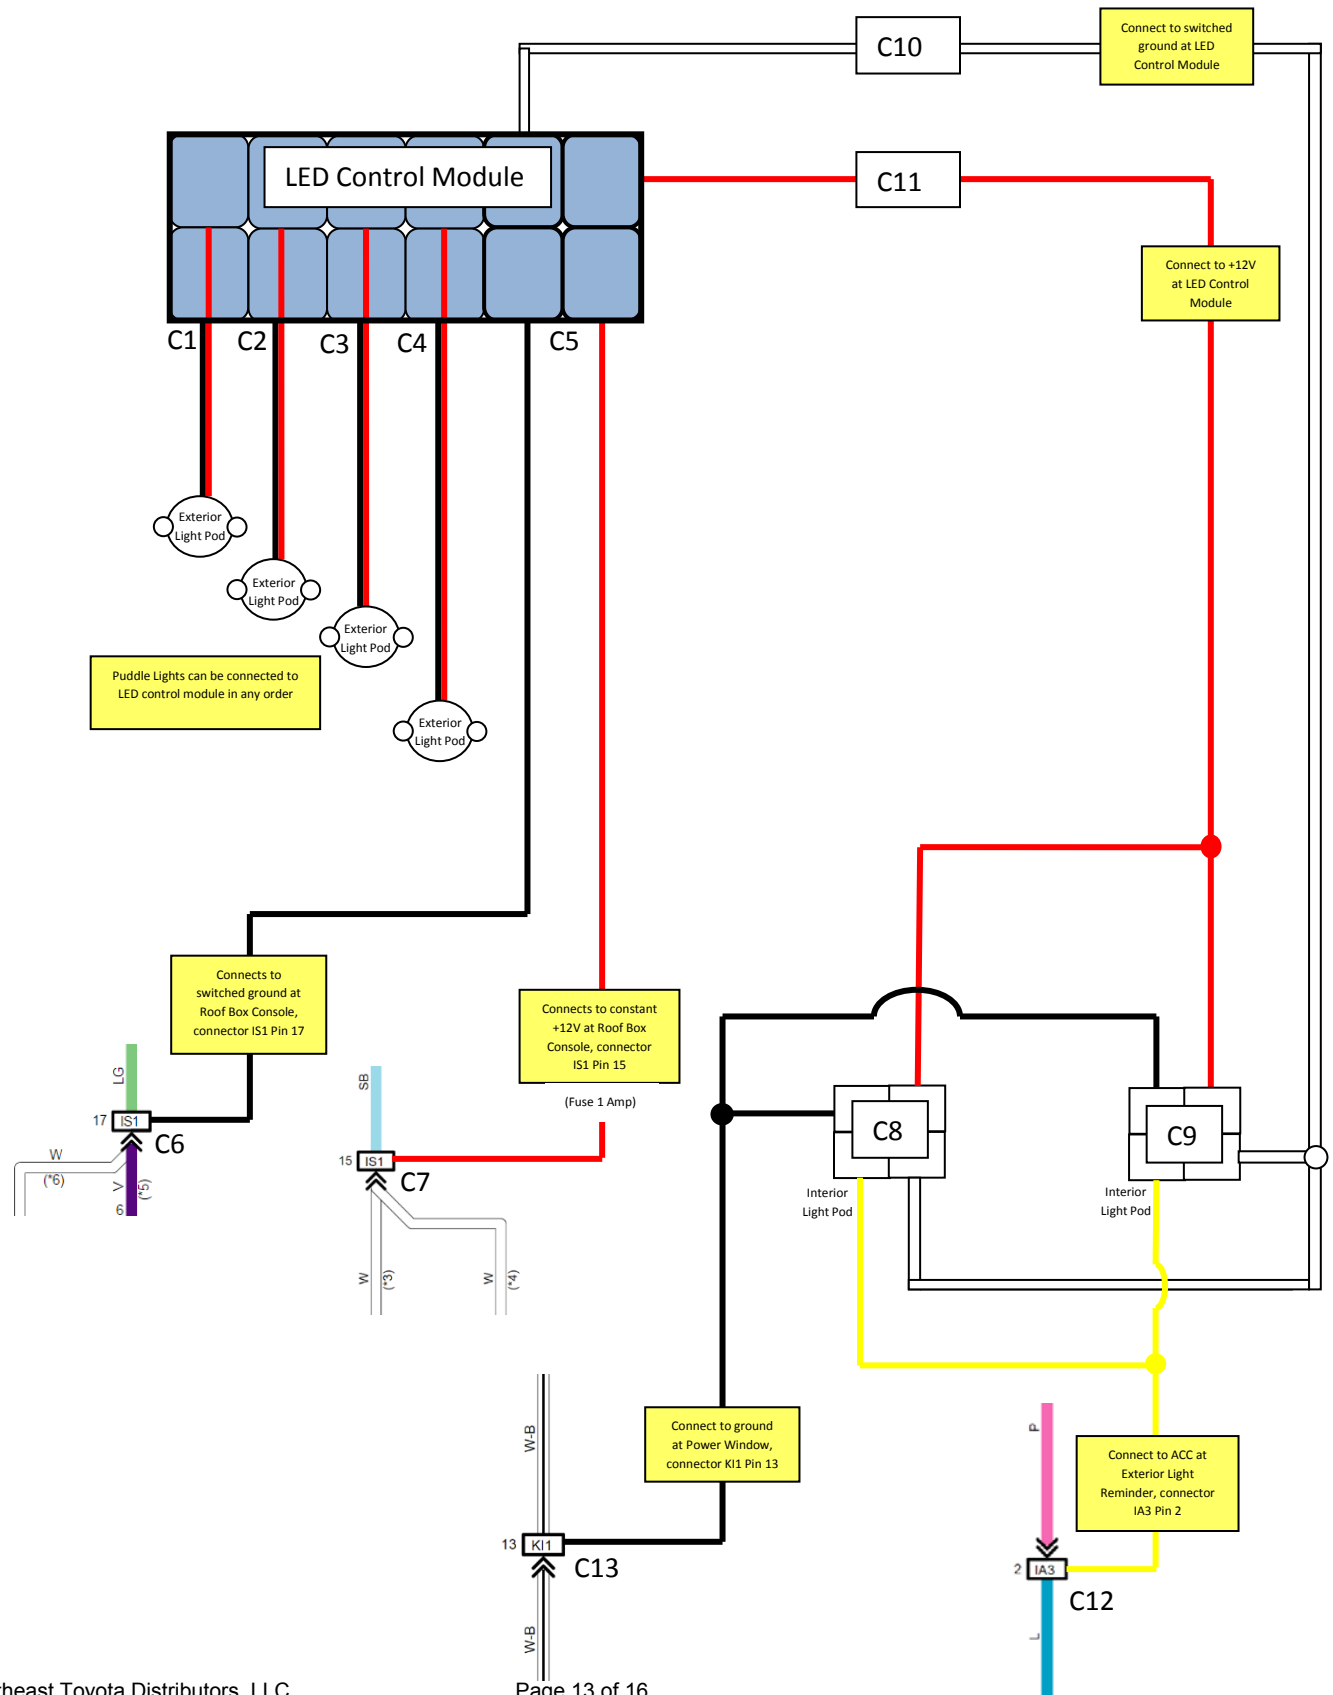 C10
Connect to switched
ground at LED
Control Module
LED Control Module
C11
Connect to +12V
at LED Control
Module
C1
C2
C3
C4
C5
Exterior
Light Pod
Exterior
Light Pod
Exterior
Light Pod
Exterior
Light Pod
Puddle Lights can be connected to
LED control module in any order
Connects to
switched ground at
Roof Box Console,
connector IS1 Pin 17
Connects to constant
+12V at Roof Box
Console, connector
IS1 Pin 15
(Fuse 1 Amp)
LG
17 IS1
C6
W
(*6)
V
(*5)
6
SB
15 IS1
C7
W
(*3)
W
(*4)
C8
Interior
Light Pod
C9
Interior
Light Pod
W-B
Connect to ground
at Power Window,
connector KI1 Pin 13
13 KI1
C13
W-B
P
Connect to ACC at
Exterior Light
Reminder, connector
IA3 Pin 2
2 IA3
C12
L
theast Toyota Distributors, LLC
Page 13 of 16